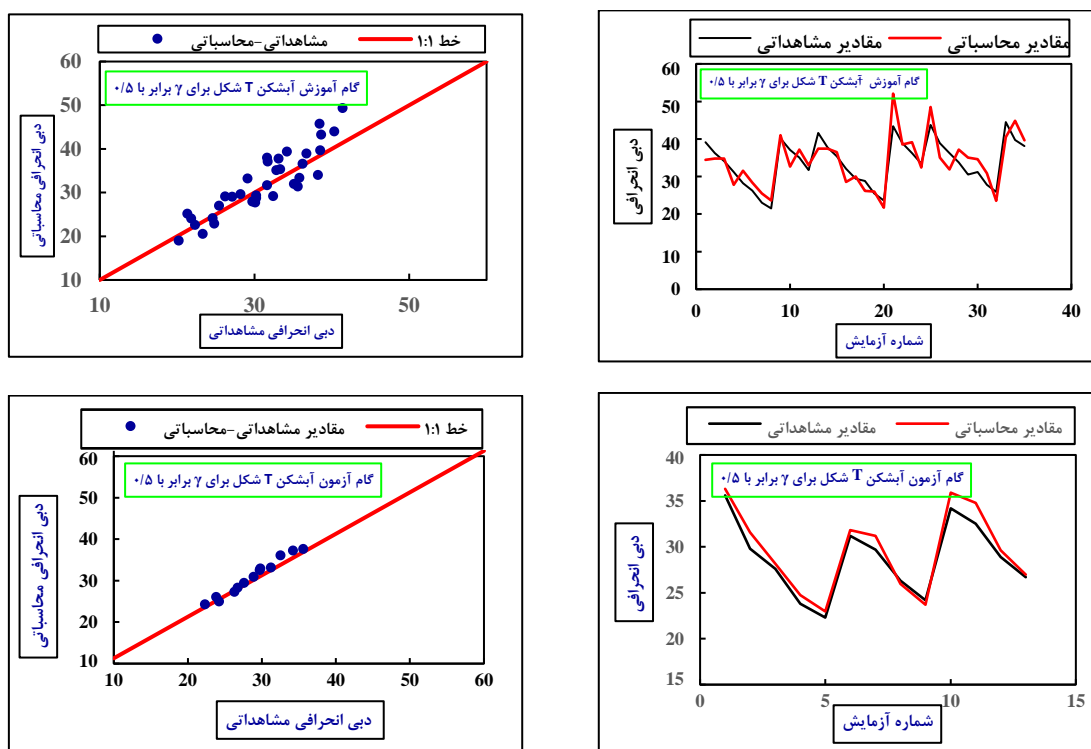 مشاهداتی-محاسباتی خط ۱:۱
گام آموزش آبشکن T شکل برای γ برابر با ۰/۵
60
50
40
30
20
10
10 30 50
دبی انحرافی محاسباتی
دبی انحرافی مشاهداتی
مقادیر مشاهداتی مقادیر محاسباتی
گام آموزش آبشکن T شکل برای γ برابر با ۰/۵
60
50
40
30
20
10
0
0 10 20 30 40
دبی انحرافی
شماره آزمایش
مقادیر مشاهداتی-محاسباتی خط ۱:۱
گام آزمون آبشکن T شکل برای γ برابر با ۰/۵
60
50
40
30
20
10
10 20 30 40 50 60
دبی انحرافی محاسباتی
دبی انحرافی مشاهداتی
مقادیر مشاهداتی مقادیر محاسباتی
گام آزمون آبشکن T شکل برای γ برابر با ۰/۵
40
35
30
25
20
15
0 5 10 15
دبی انحرافی
شماره آزمایش